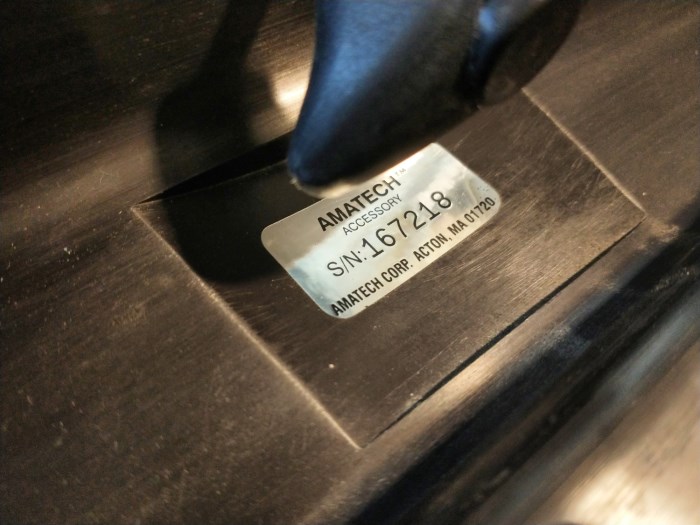 AMATECH™
ACCESSORY
S/N: 167218
AMATECH CORP. ACTON, MA 01720